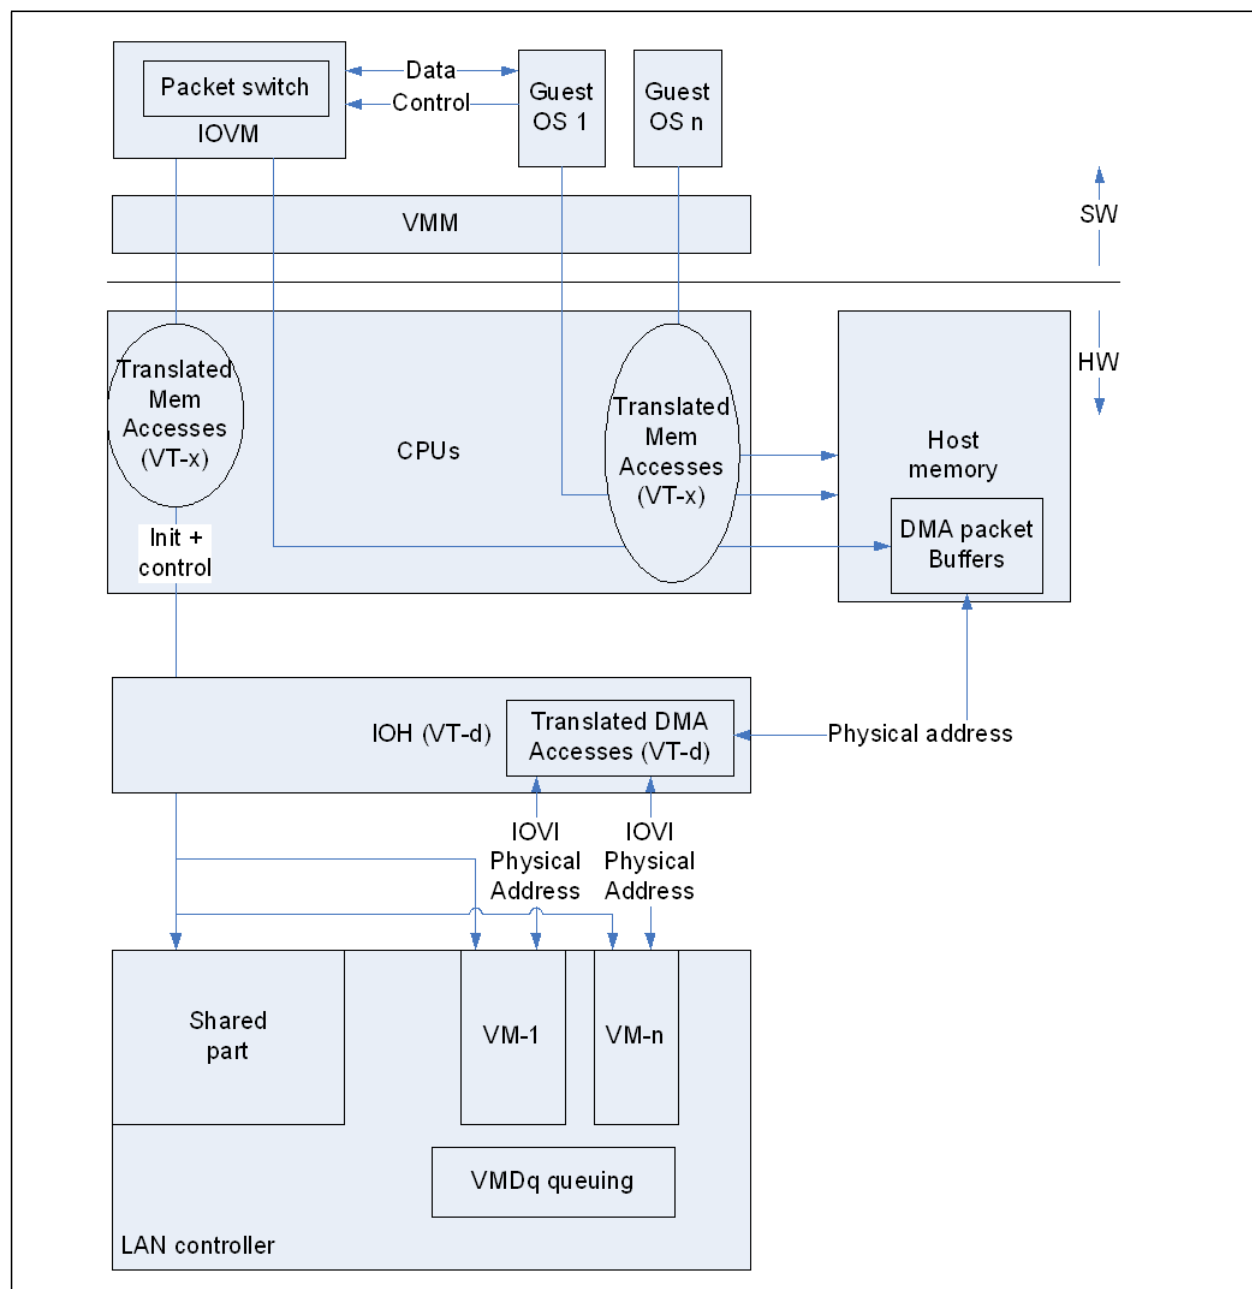 Packet switch
IOVM
Data
Control
Guest
OS 1
Guest
OS n
VMM
SW
HW
Translated
Mem
Accesses
(VT-x)
CPUs
Translated
Mem
Accesses
(VT-x)
Host
memory
DMA packet
Buffers
Init +
control
IOH (VT-d)
Translated DMA
Accesses (VT-d)
Physical address
IOVI
Physical
Address
IOVI
Physical
Address
Shared
part
VM-1
VM-n
VMDq queuing
LAN controller